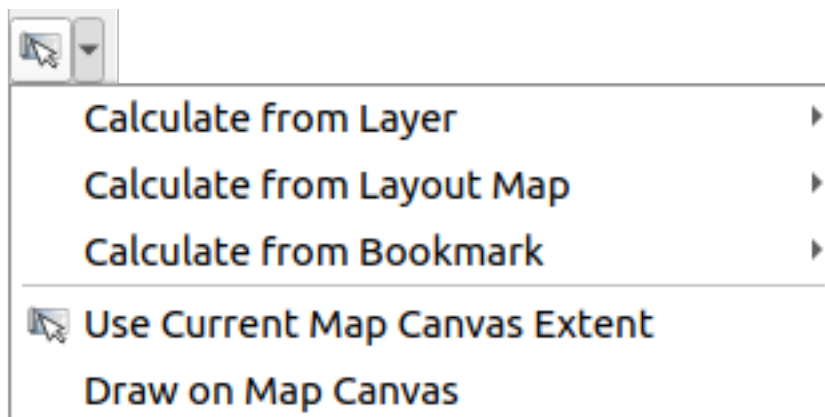 Calculate from Layer
Calculate from Layout Map
Calculate from Bookmark
Use Current Map Canvas Extent
Draw on Map Canvas